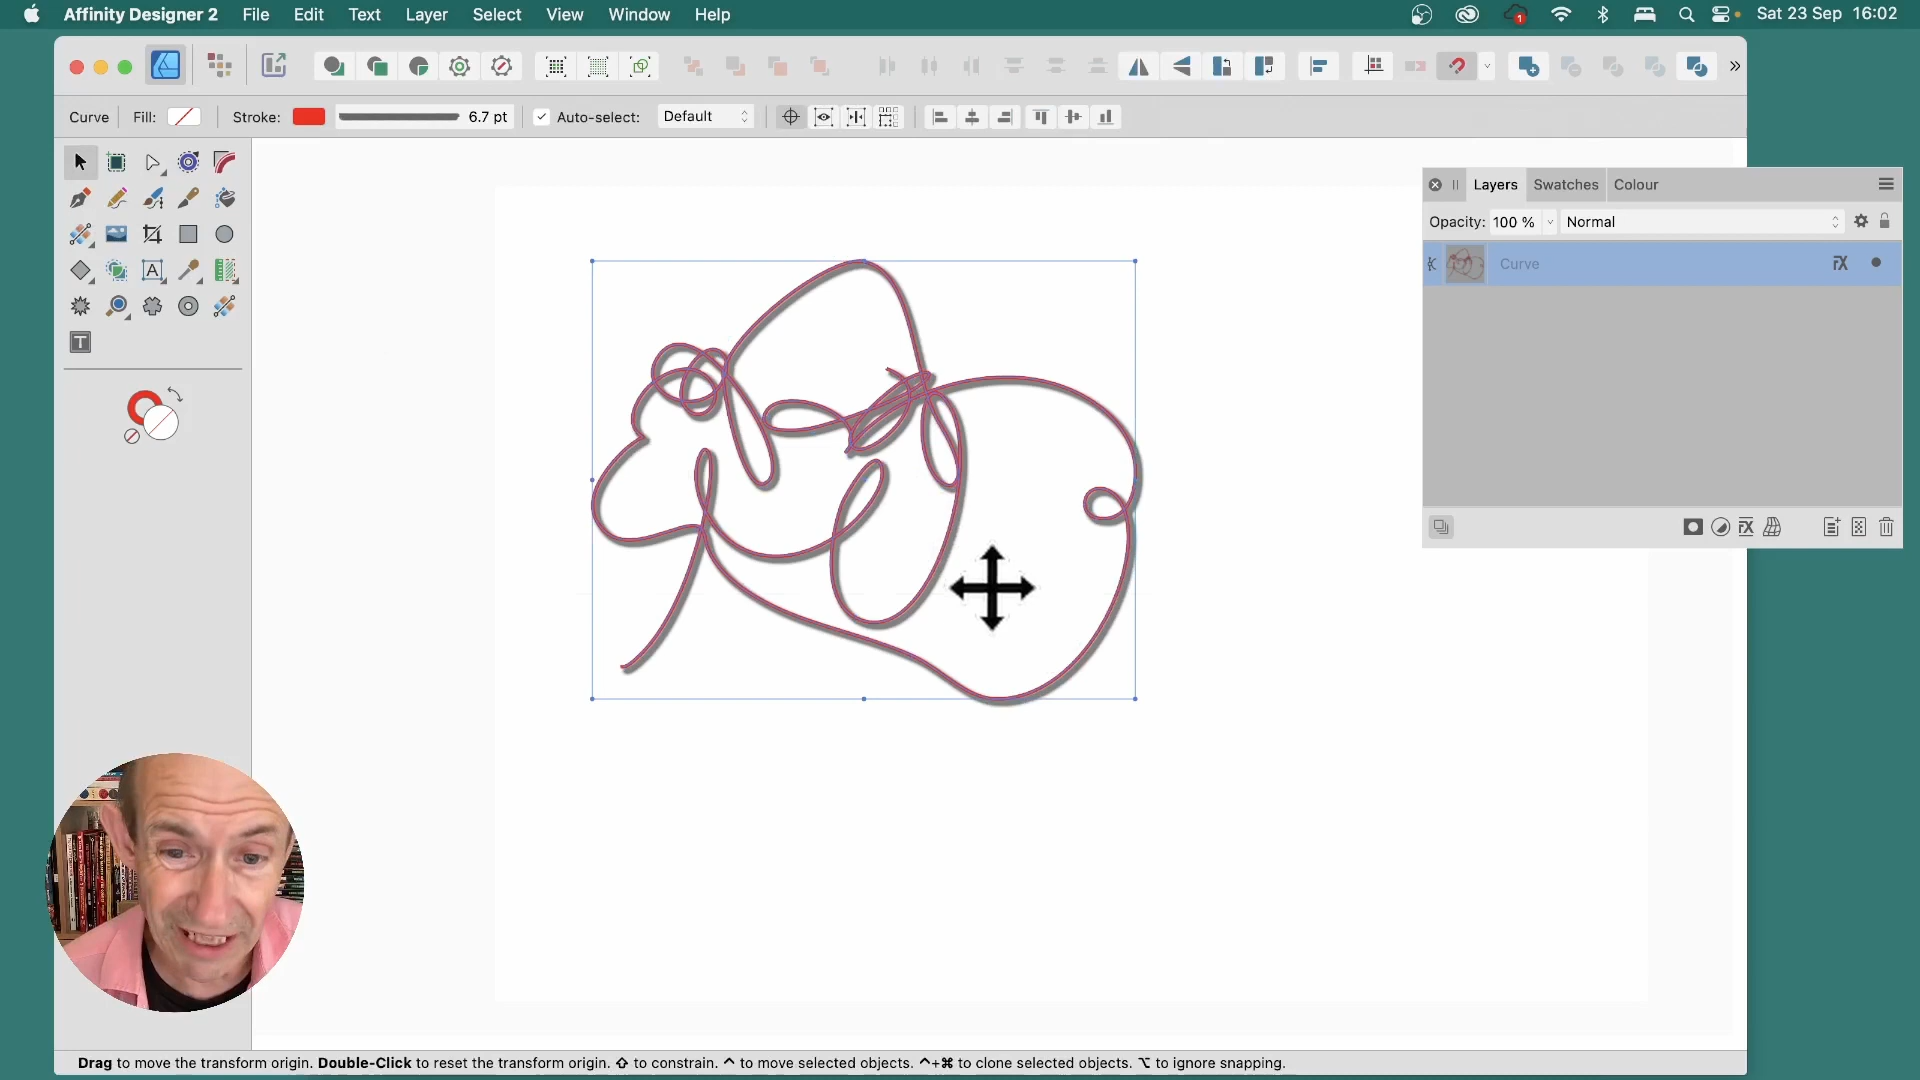 Affinity Designer 2 File Edit Text Layer Select View Window Help 1 Sat 23 Sep 16:02
Curve Fill: Stroke: 6.7 pt Auto-select: Default
Layers Swatches Colour
Opacity: 100 % Normal
Curve
Drag to move the transform origin. Double-Click to reset the transform origin. ⇧ to constrain. ^ to move selected objects. ^+⌘ to clone selected objects. ⌥ to ignore snapping.